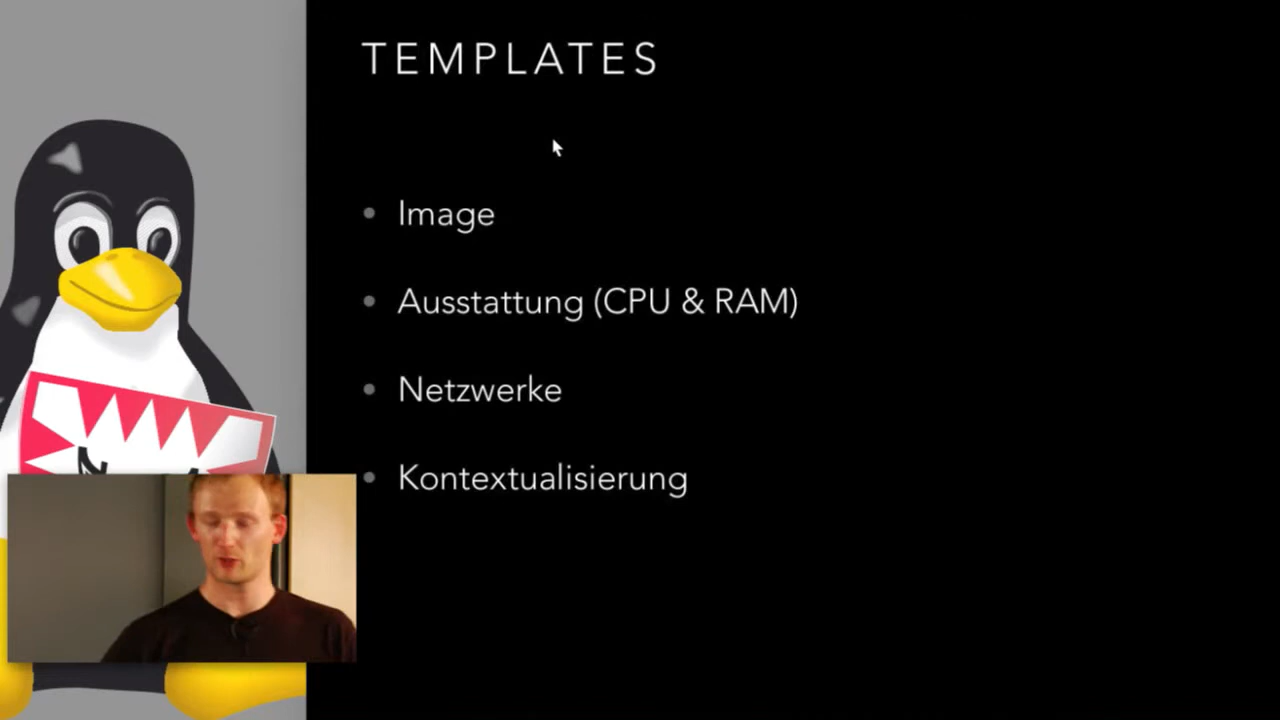 TEMPLATES
Image
Ausstattung (CPU & RAM)
Netzwerke
Kontextualisierung